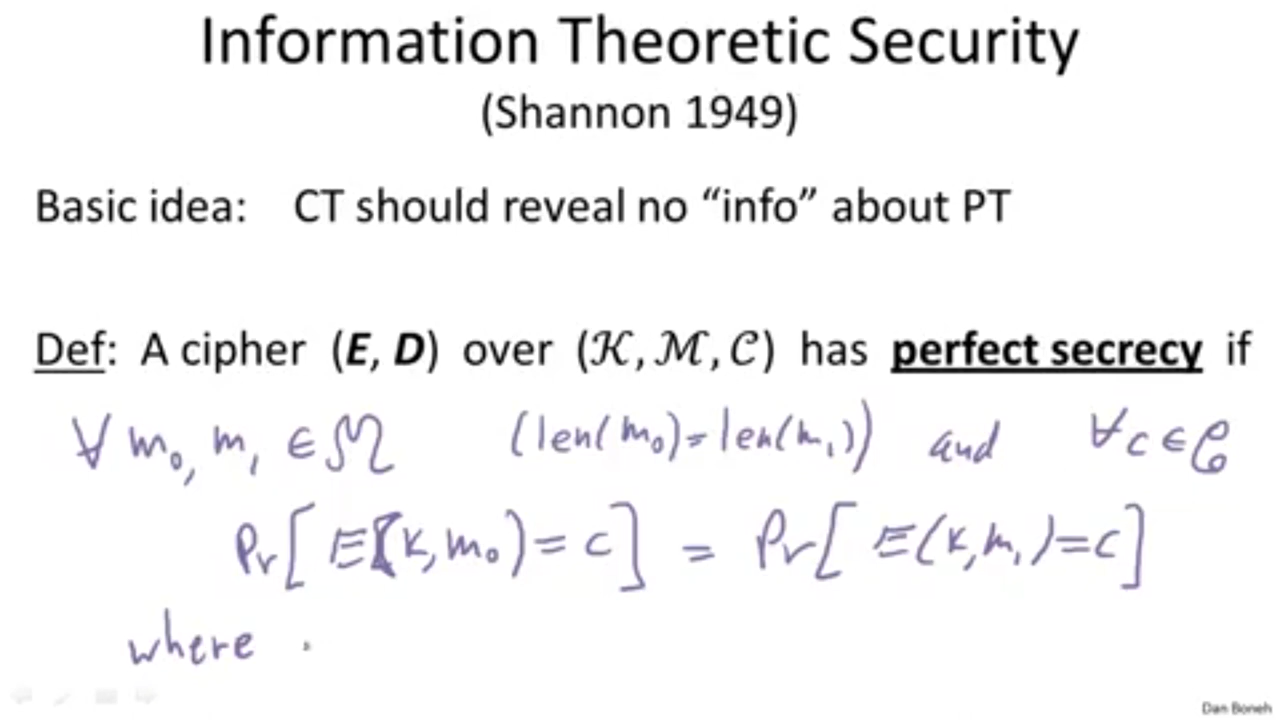 Information Theoretic Security
(Shannon 1949)
Basic idea: CT should reveal no “info” about PT
Def: A cipher (E, D) over (𝒦, ℳ, 𝒞) has perfect secrecy if
∀ m₀, m₁ ∈ ℳ (len(m₀) = len(m₁)) and ∀ c ∈ 𝒞
Pr[ E(k, m₀) = c ] = Pr[ E(k, m₁) = c ]
where
Dan Boneh